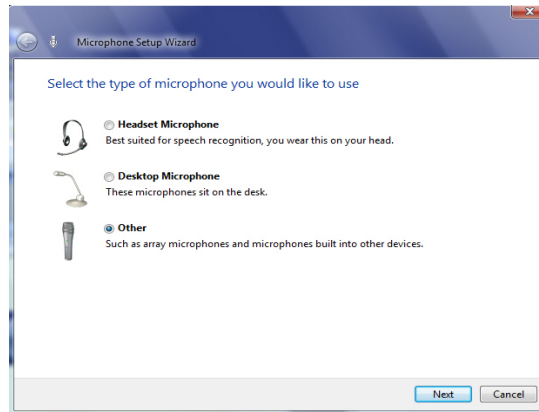 Microphone Setup Wizard
Select the type of microphone you would like to use
Headset Microphone
Best suited for speech recognition, you wear this on your head.
Desktop Microphone
These microphones sit on the desk.
Other
Such as array microphones and microphones built into other devices.
Next Cancel